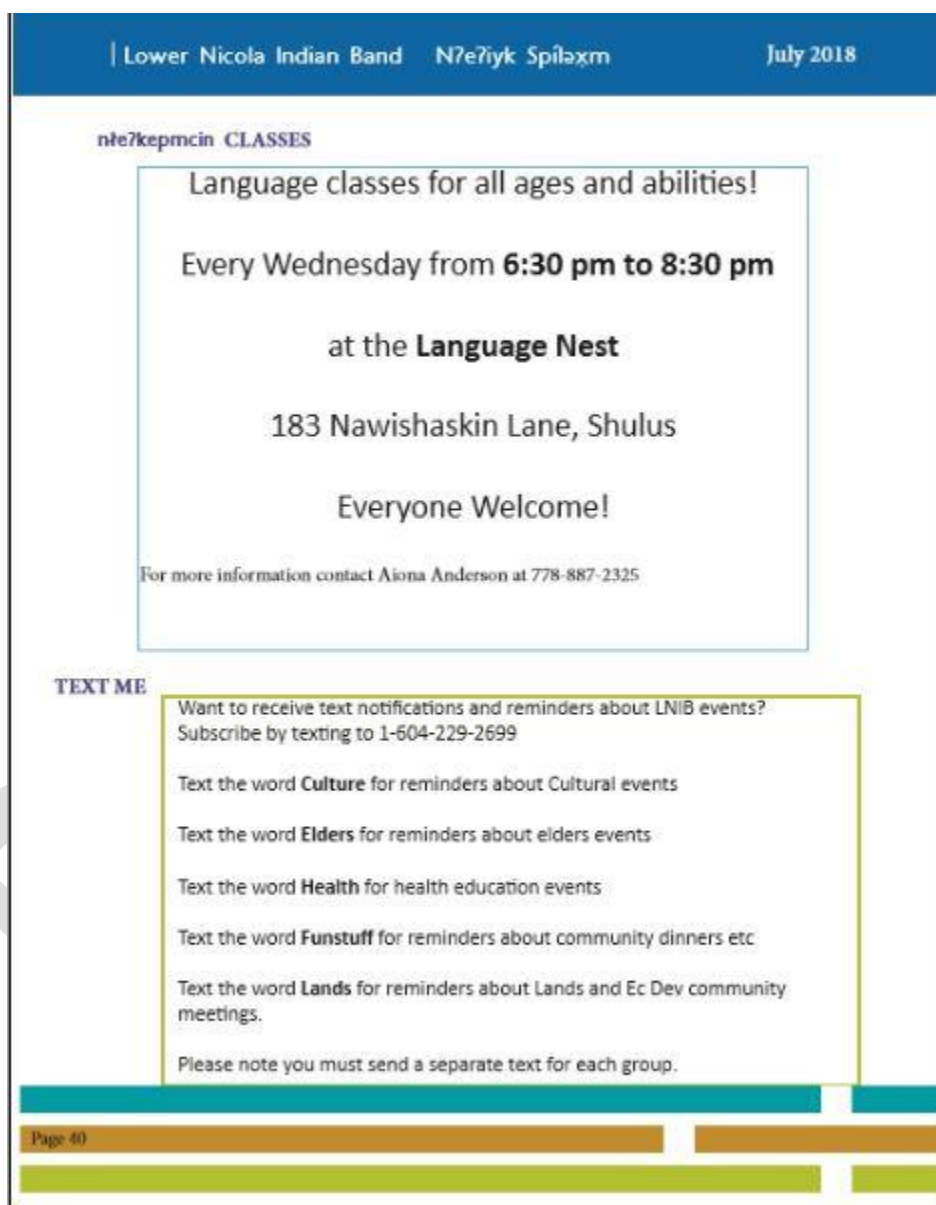 | Lower Nicola Indian Band N?e?iyk Spíləx̣m July 2018
nłe?kepmcin CLASSES
Language classes for all ages and abilities!
Every Wednesday from 6:30 pm to 8:30 pm
at the Language Nest
183 Nawishaskin Lane, Shulus
Everyone Welcome!
For more information contact Aiona Anderson at 778-887-2325
TEXT ME
Want to receive text notifications and reminders about LNIB events?
Subscribe by texting to 1-604-229-2699
Text the word Culture for reminders about Cultural events
Text the word Elders for reminders about elders events
Text the word Health for health education events
Text the word Funstuff for reminders about community dinners etc
Text the word Lands for reminders about Lands and Ec Dev community
meetings.
Please note you must send a separate text for each group.
Page 40